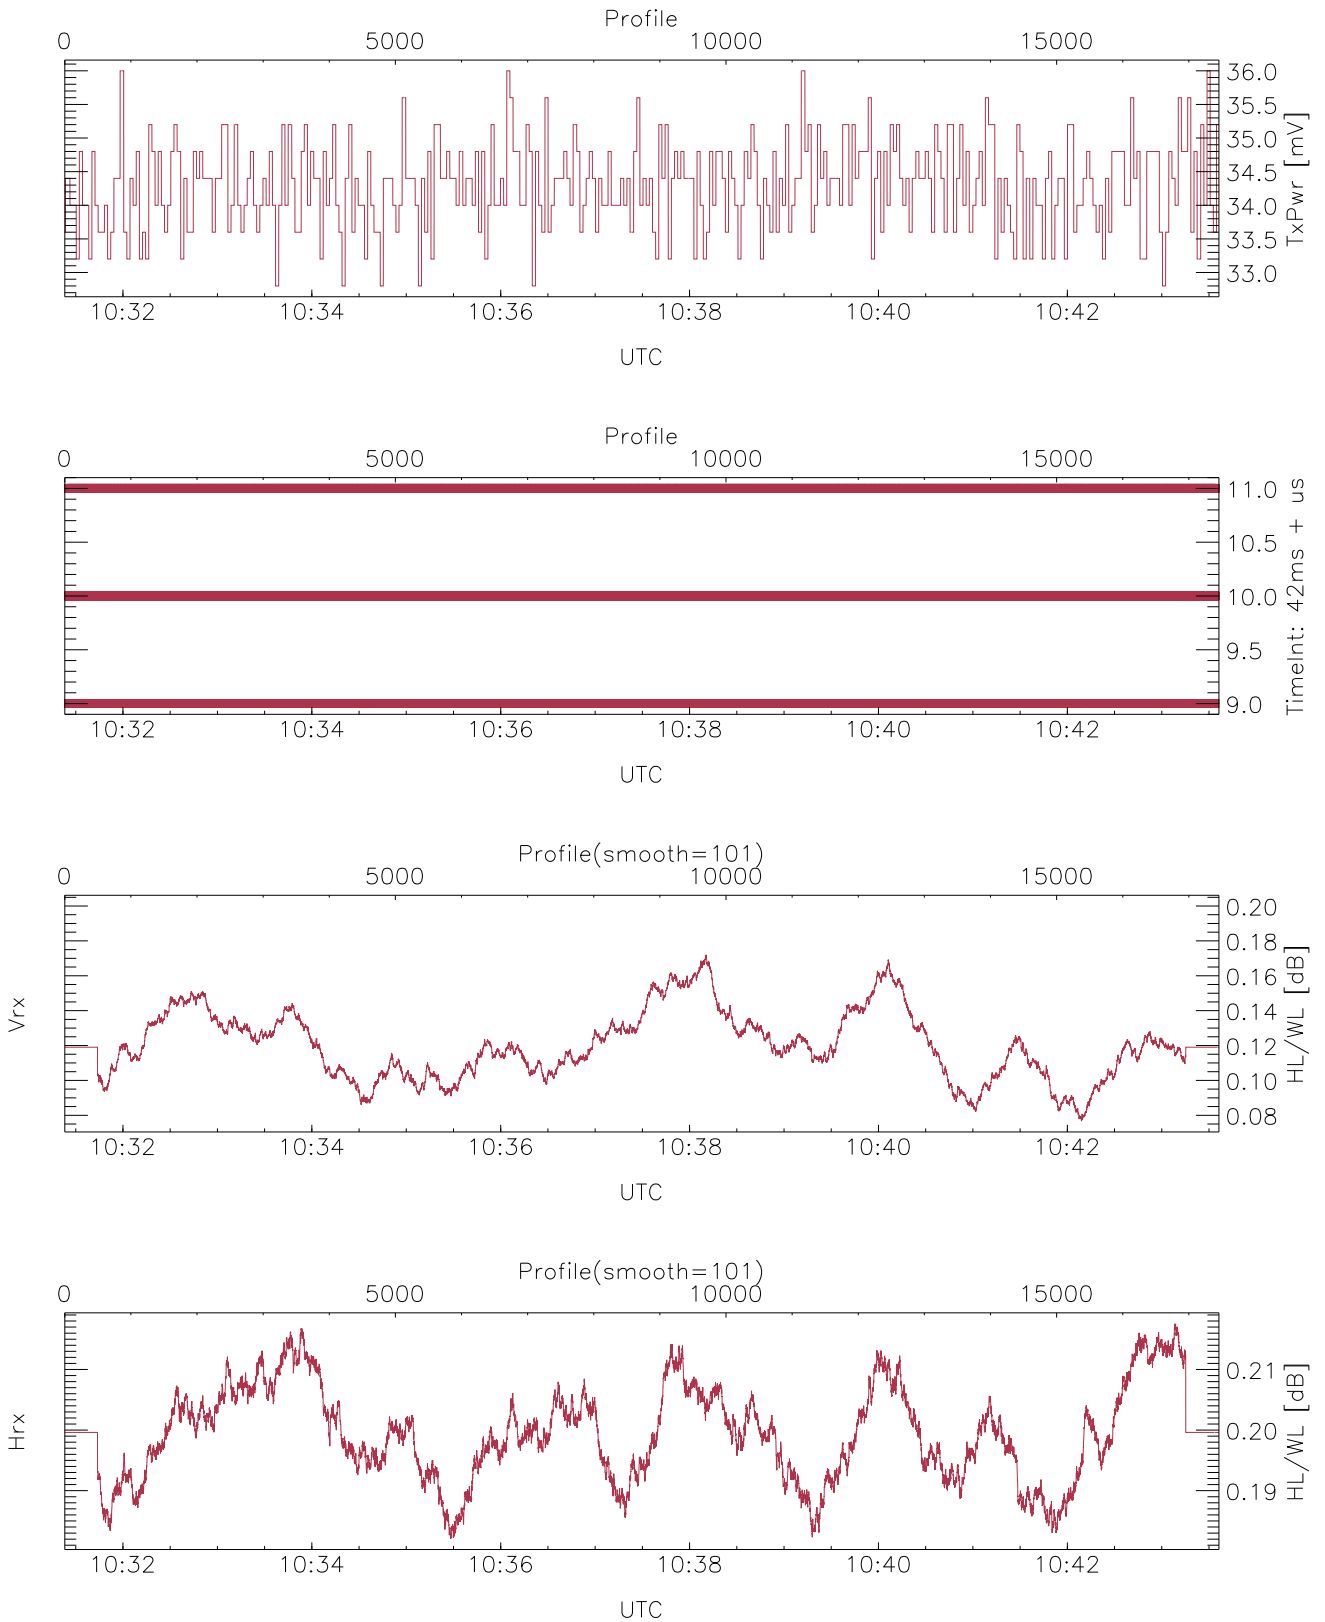 Profile
0 5000 10000 15000
36.0
35.5
35.0
34.5
34.0
33.5
33.0
TxPwr [mV]
10:32 10:34 10:36 10:38 10:40 10:42
UTC
Profile
0 5000 10000 15000
11.0
10.5
10.0
9.5
9.0
TimeInt: 42ms + us
10:32 10:34 10:36 10:38 10:40 10:42
UTC
Profile(smooth=101)
0 5000 10000 15000
Vrx
0.20
0.18
0.16
0.14
0.12
0.10
0.08
HL/WL [dB]
10:32 10:34 10:36 10:38 10:40 10:42
UTC
Profile(smooth=101)
0 5000 10000 15000
Hrx
0.21
0.20
0.19
HL/WL [dB]
10:32 10:34 10:36 10:38 10:40 10:42
UTC